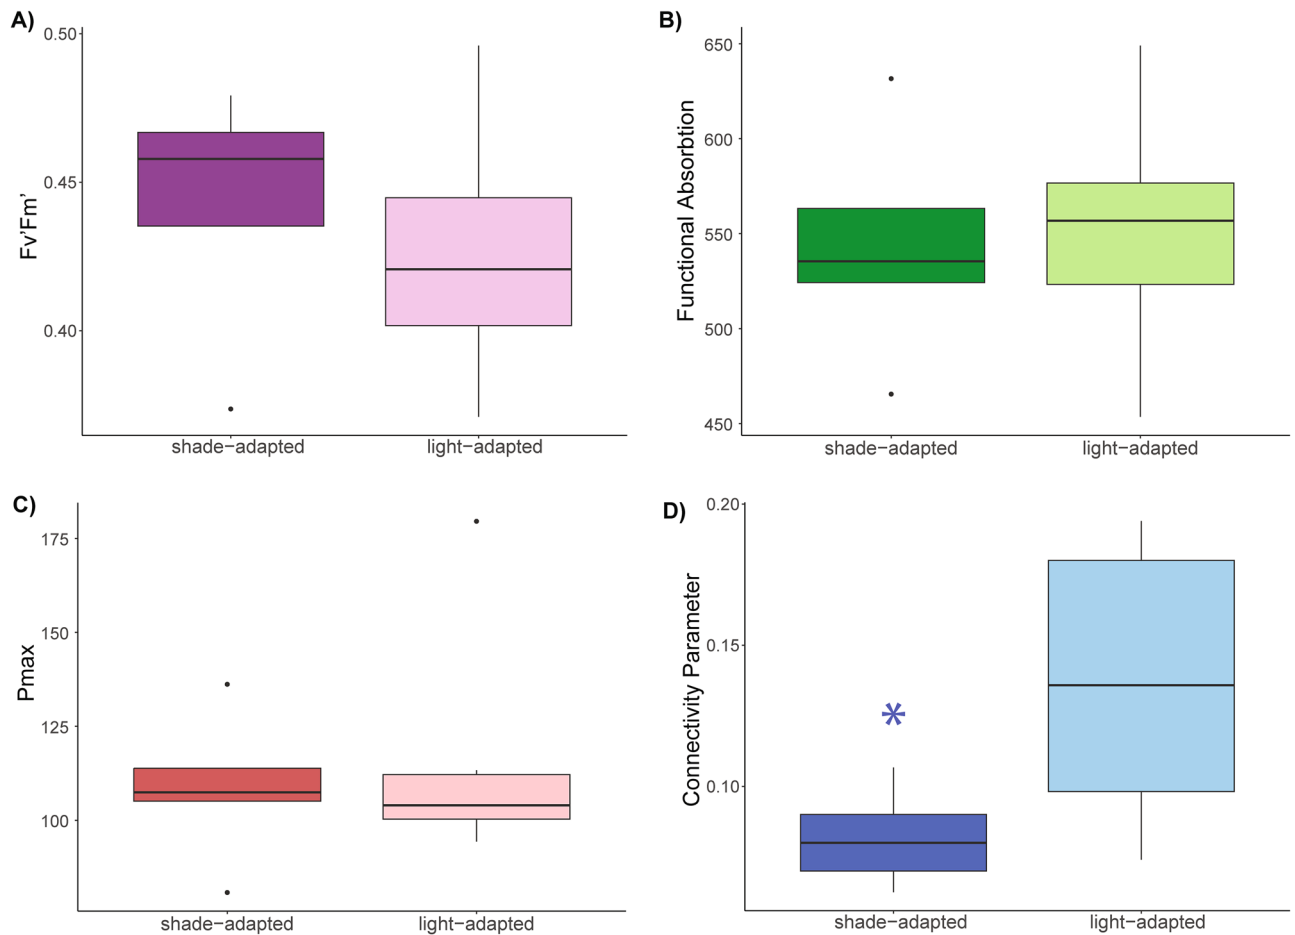 A)
Fv'Fm'
0.50
0.45
0.40
shade-adapted
light-adapted
B)
Functional Absorbtion
650
600
550
500
450
shade-adapted
light-adapted
C)
Pmax
175
150
125
100
shade-adapted
light-adapted
D)
Connectivity Parameter
0.20
0.15
0.10
*
shade-adapted
light-adapted